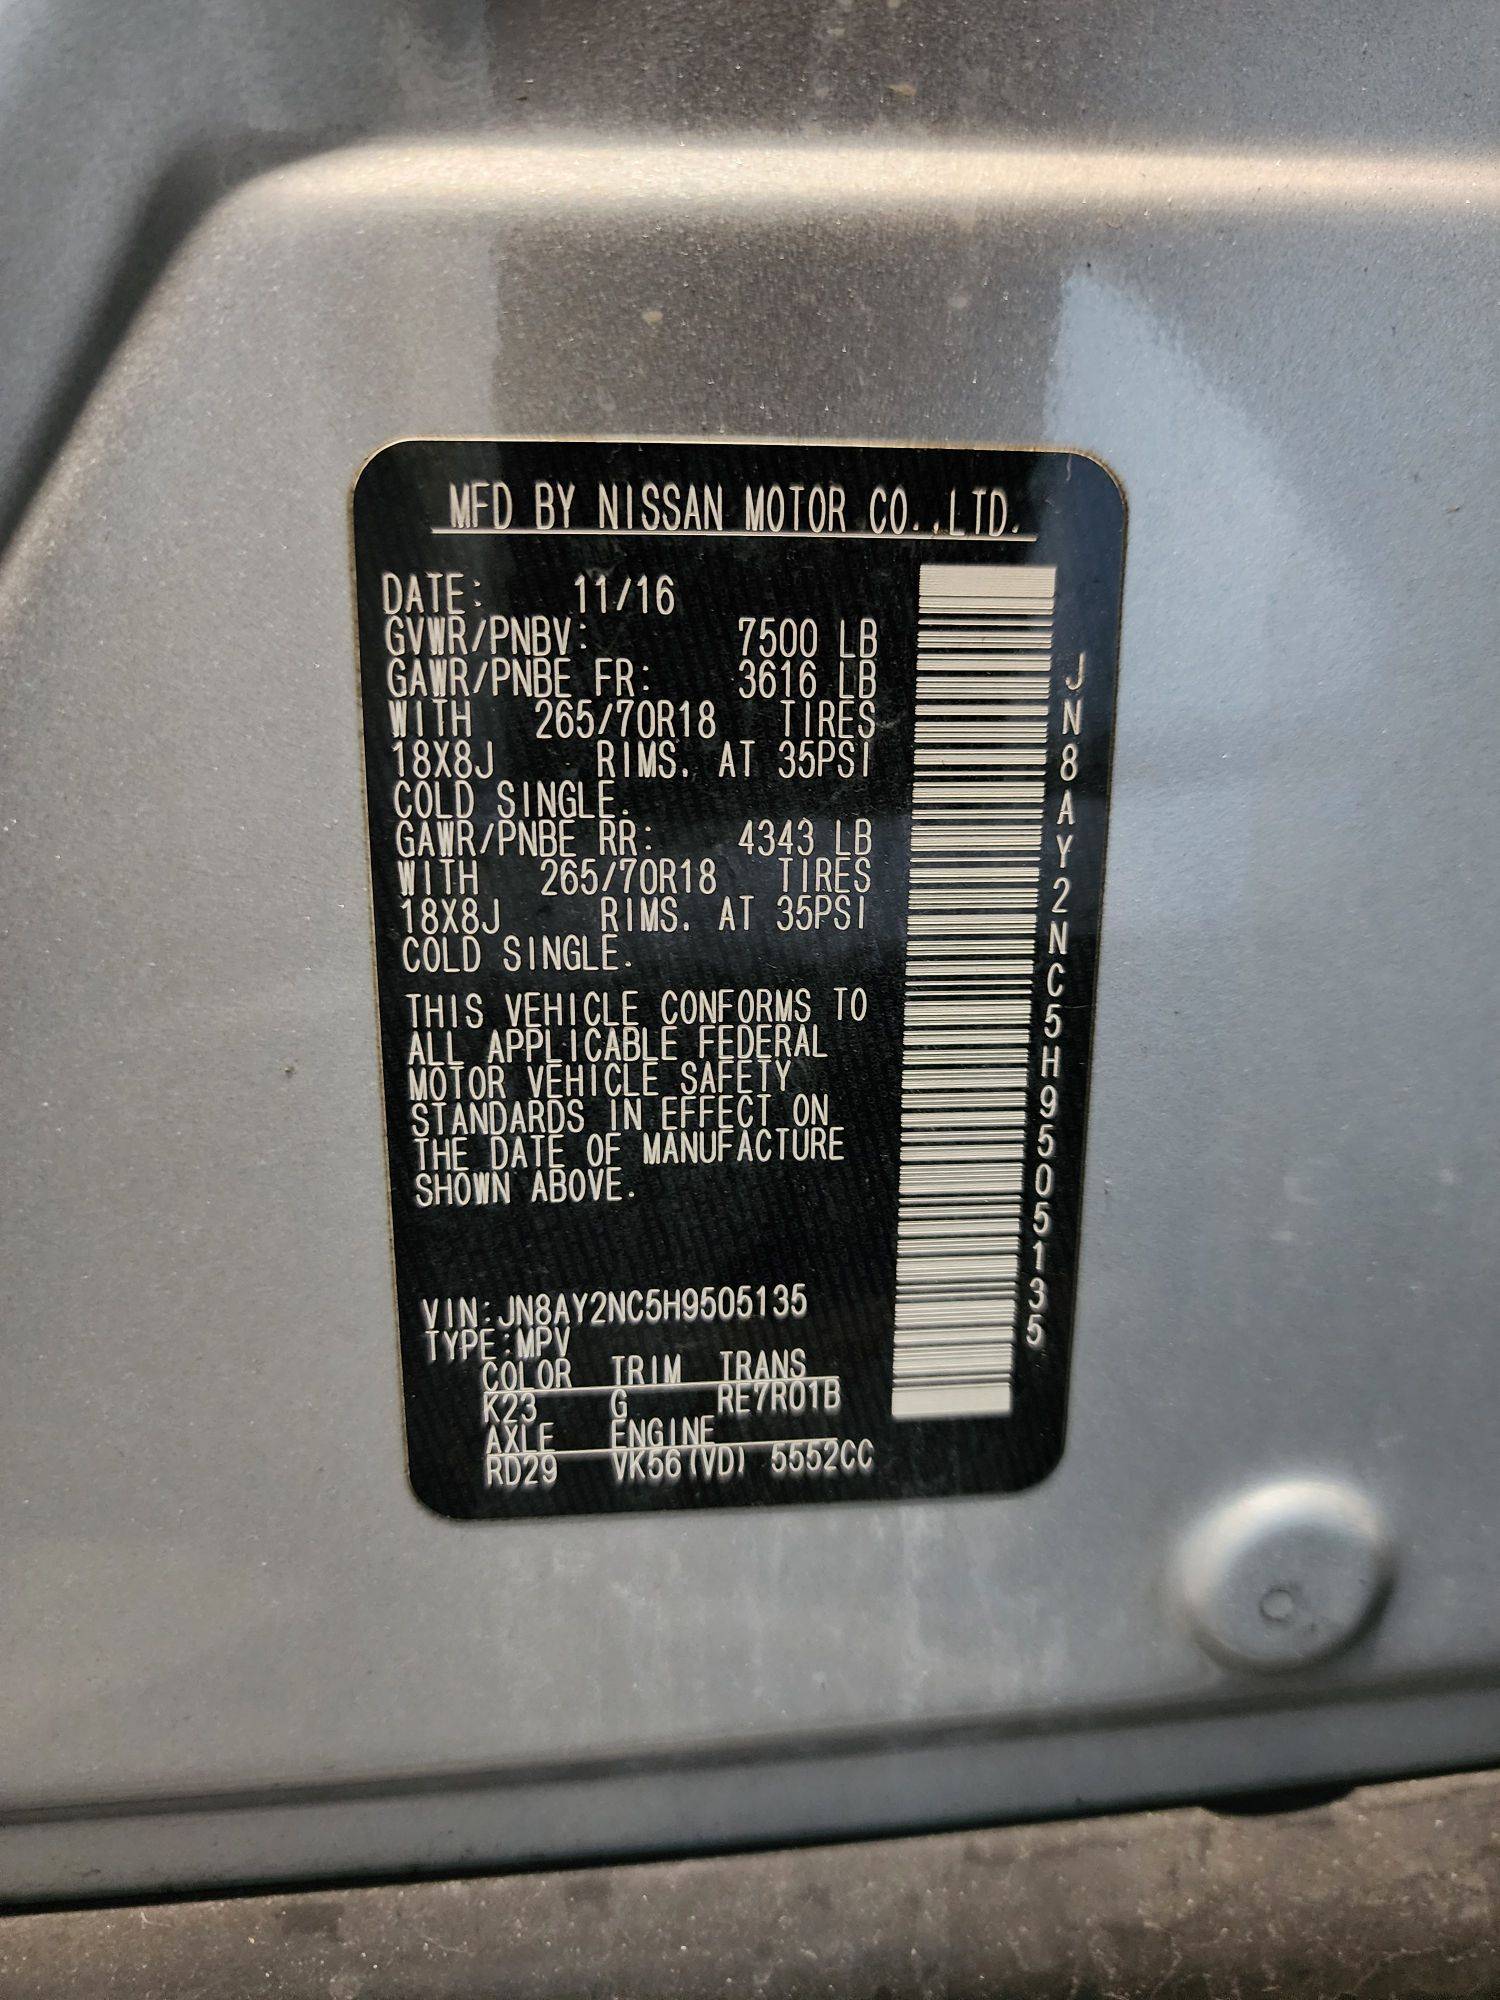 MFD BY NISSAN MOTOR CO.,LTD.
DATE: 11/16
GVWR/PNBV: 7500 LB
GAWR/PNBE FR: 3616 LB
WITH 265/70R18 TIRES
18X8J RIMS. AT 35PSI
COLD SINGLE.
GAWR/PNBE RR: 4343 LB
WITH 265/70R18 TIRES
18X8J RIMS. AT 35PSI
COLD SINGLE.
THIS VEHICLE CONFORMS TO
ALL APPLICABLE FEDERAL
MOTOR VEHICLE SAFETY
STANDARDS IN EFFECT ON
THE DATE OF MANUFACTURE
SHOWN ABOVE.
VIN:JN8AY2NC5H9505135
TYPE:MPV
COLOR TRIM TRANS
K23 G RE7R01B
AXLE ENGINE
RD29 VK56(VD) 5552CC
JN8AY2NC5H9505135